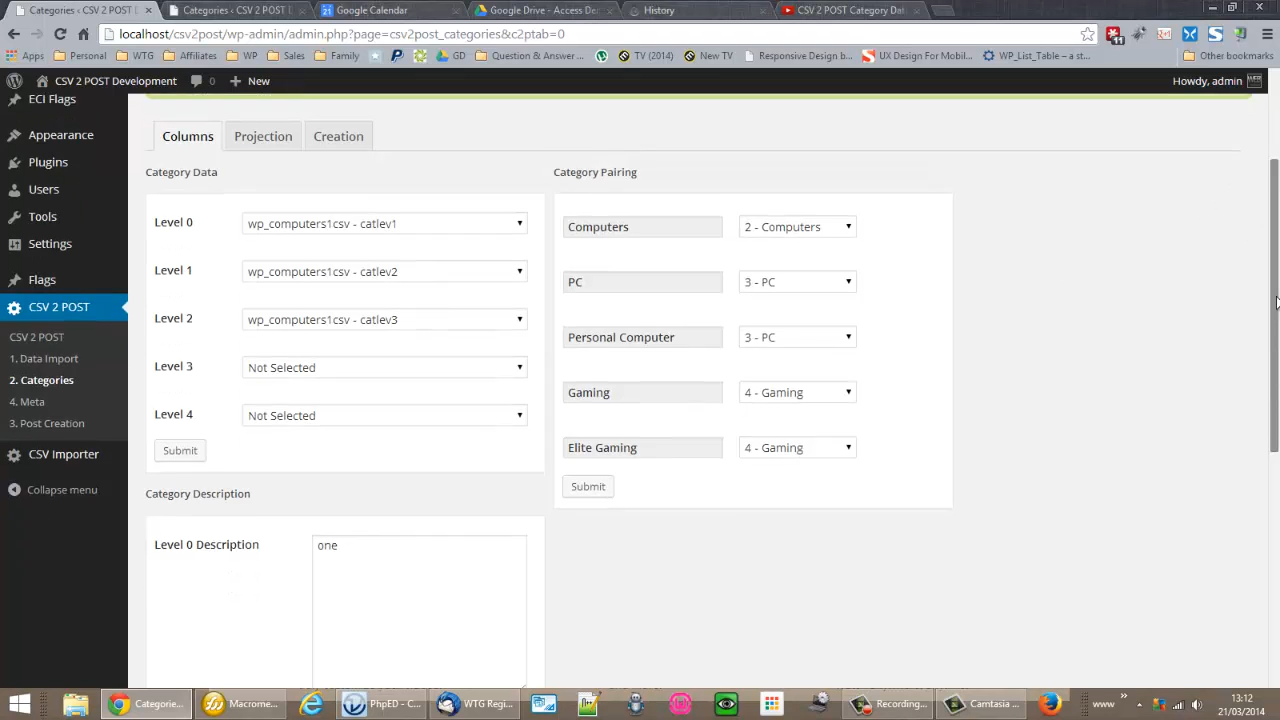 Categories ‹ CSV2 POST D
Categories ‹ CSV 2 POST D
Google Calendar
Google Drive - Access De
History
CSV 2 POST Category Dat
localhost/csv2post/wp-admin/admin.php?page=csv2post_categories&c2ptab=0
11
Apps
Personal
WTG
Affiliates
WP
Sales
Family
GD
Question & Answer ...
TV (2014)
New TV
Responsive Design b...
UX Design For Mobil...
WP_List_Table – a st...
Other bookmarks
CSV 2 POST Development
0
New
Howdy, admin
ECI Flags
Appearance
Plugins
Users
Tools
Settings
Flags
CSV 2 POST
CSV 2 POST
1. Data Import
2. Categories
4. Meta
3. Post Creation
CSV Importer
Collapse menu
Columns
Projection
Creation
Category Data
Level 0
wp_computers1csv - catlev1
Level 1
wp_computers1csv - catlev2
Level 2
wp_computers1csv - catlev3
Level 3
Not Selected
Level 4
Not Selected
Submit
Category Pairing
Computers
2 - Computers
PC
3 - PC
Personal Computer
3 - PC
Gaming
4 - Gaming
Elite Gaming
4 - Gaming
Submit
Category Description
Level 0 Description
one
Categorie...
Macrome...
PhpED - C...
WTG Regi...
Recording...
Camtasia ...
www
13:12
21/03/2014